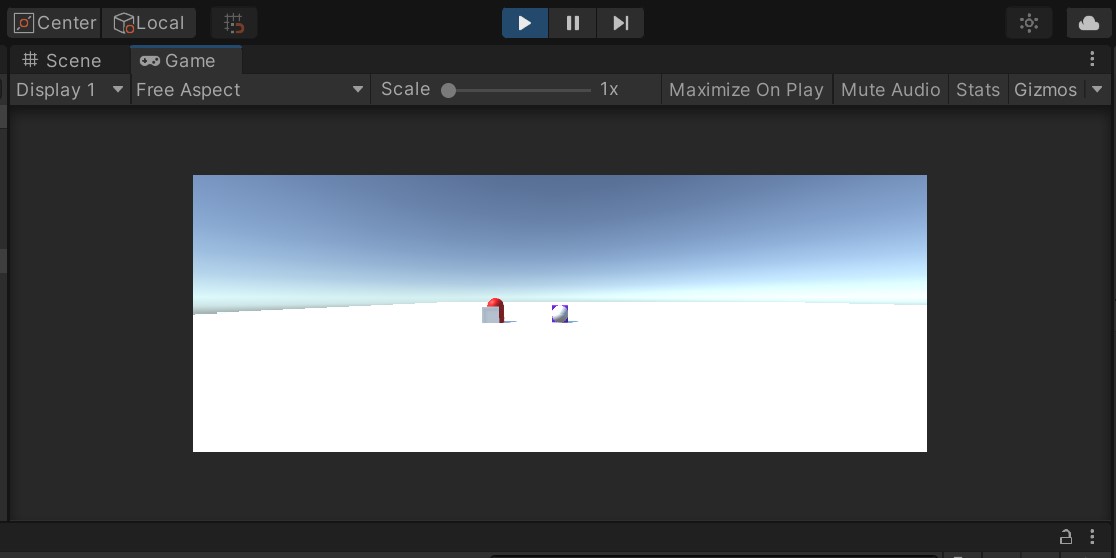 Center Local
Scene Game
Display 1 Free Aspect Scale 1x Maximize On Play Mute Audio Stats Gizmos